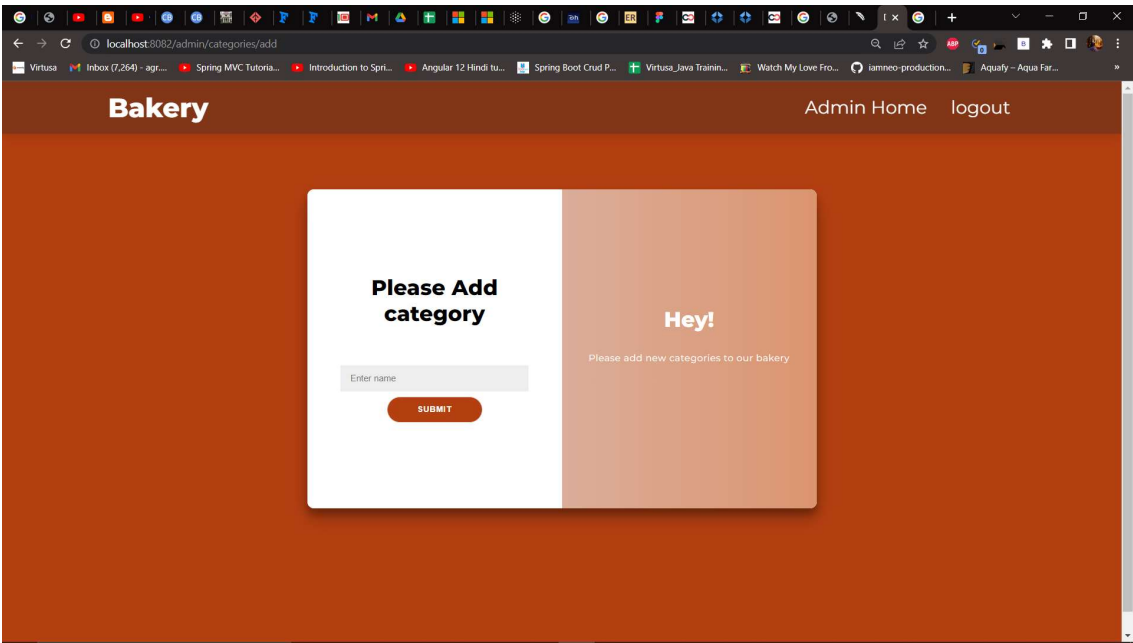 localhost:8082/admin/categories/add
Virtusa
Inbox (7,264) - agr....
Spring MVC Tutoria...
Introduction to Spri...
Angular 12 Hindi tu...
Spring Boot Crud P...
Virtusa_Java Trainin...
Watch My Love Fro...
iamneo-production...
Aquafy – Aqua Far...
»
Bakery
Admin Home
logout
Please Add
category
Enter name
SUBMIT
Hey!
Please add new categories to our bakery